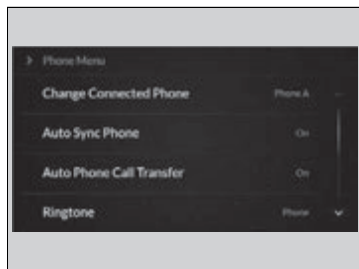 Phone Menu
Change Connected Phone Phone A
Auto Sync Phone On
Auto Phone Call Transfer On
Ringtone Phone